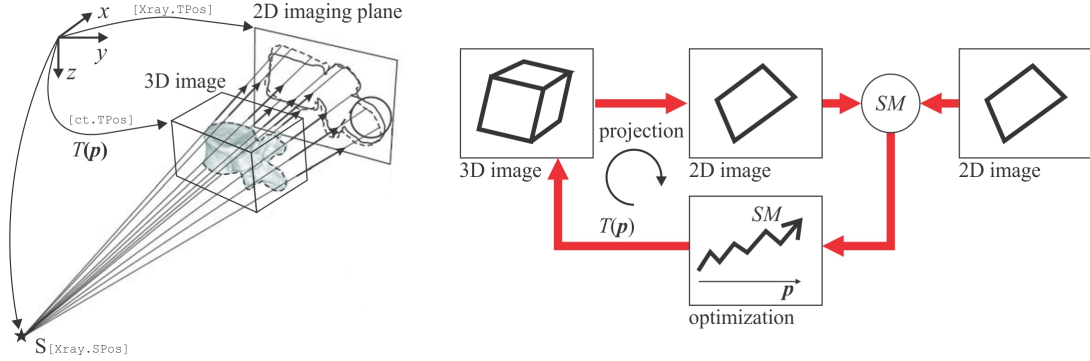 [Xray.TPos]
2D imaging plane
x
y
z
3D image
[ct.TPos]
T(p)
S[Xray.SPos]
3D image
projection
T(p)
2D image
SM
2D image
SM
p
optimization